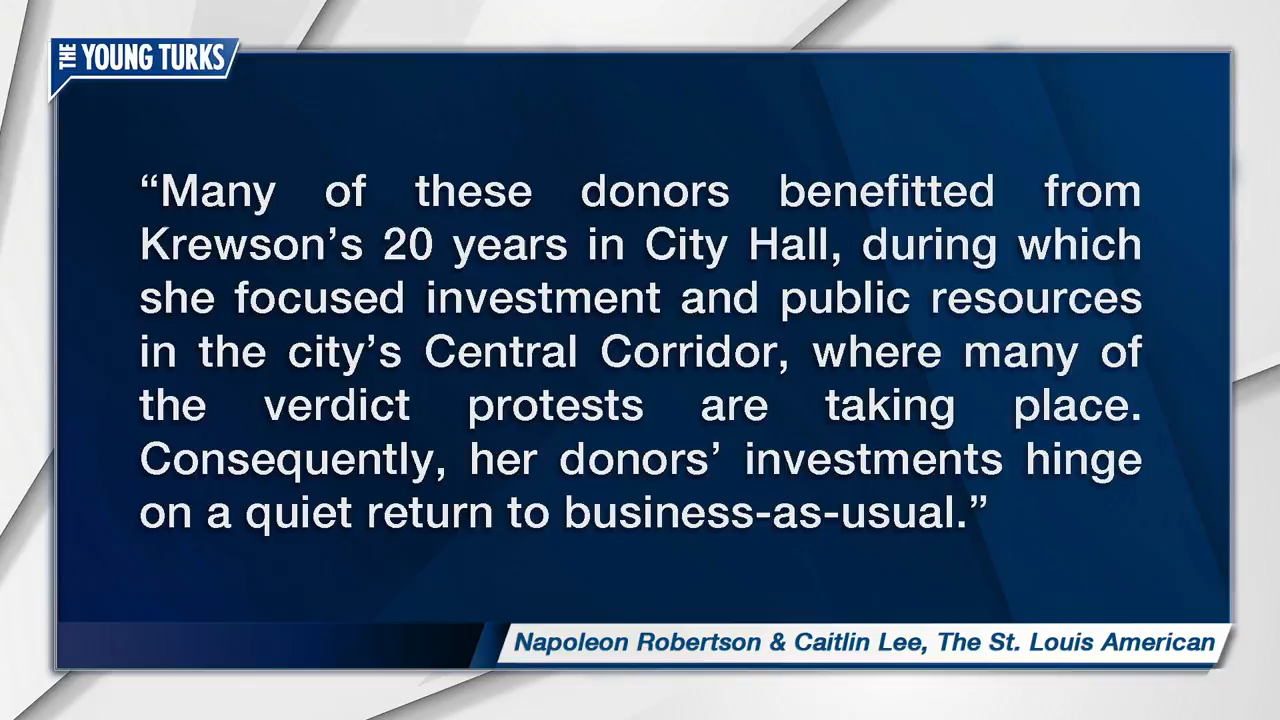 THE YOUNG TURKS
“Many of these donors benefitted from
Krewson’s 20 years in City Hall, during which
she focused investment and public resources
in the city’s Central Corridor, where many of
the verdict protests are taking place.
Consequently, her donors’ investments hinge
on a quiet return to business-as-usual.”
Napoleon Robertson & Caitlin Lee, The St. Louis American